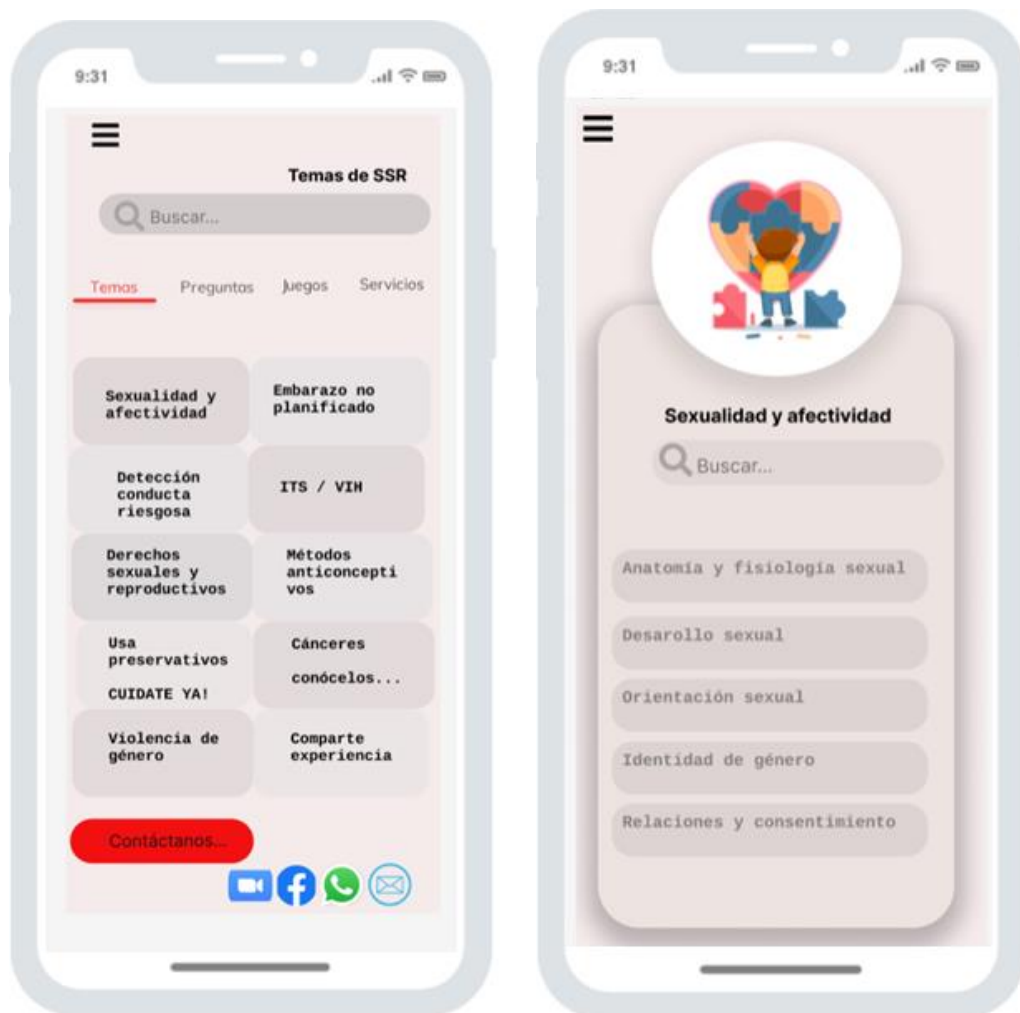 9:31
Temas de SSR
Buscar...
Temas Preguntas Juegos Servicios
Sexualidad y
afectividad
Embarazo no
planificado
Detección
conducta
riesgosa
ITS / VIH
Derechos
sexuales y
reproductivos
Métodos
anticoncepti
vos
Usa
preservativos
CUIDATE YA!
Cánceres
conócelos...
Violencia de
género
Comparte
experiencia
Contáctanos...
9:31
Sexualidad y afectividad
Buscar...
Anatomía y fisiología sexual
Desarollo sexual
Orientación sexual
Identidad de género
Relaciones y consentimiento